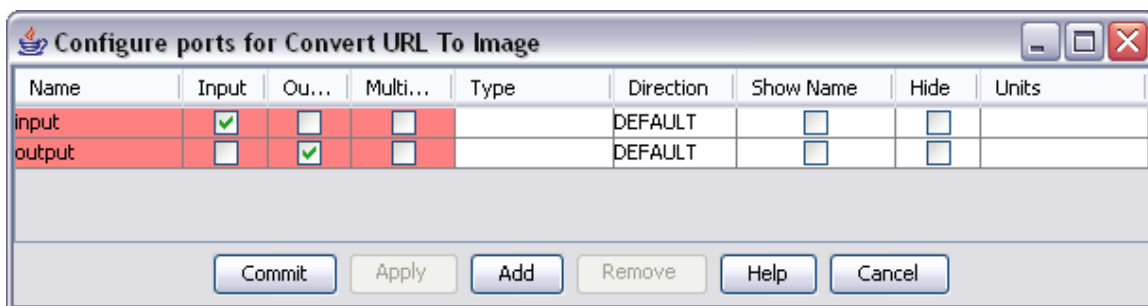 Configure ports for Convert URL To Image
Name Input Ou... Multi... Type Direction Show Name Hide Units
input DEFAULT
output DEFAULT
Commit Apply Add Remove Help Cancel